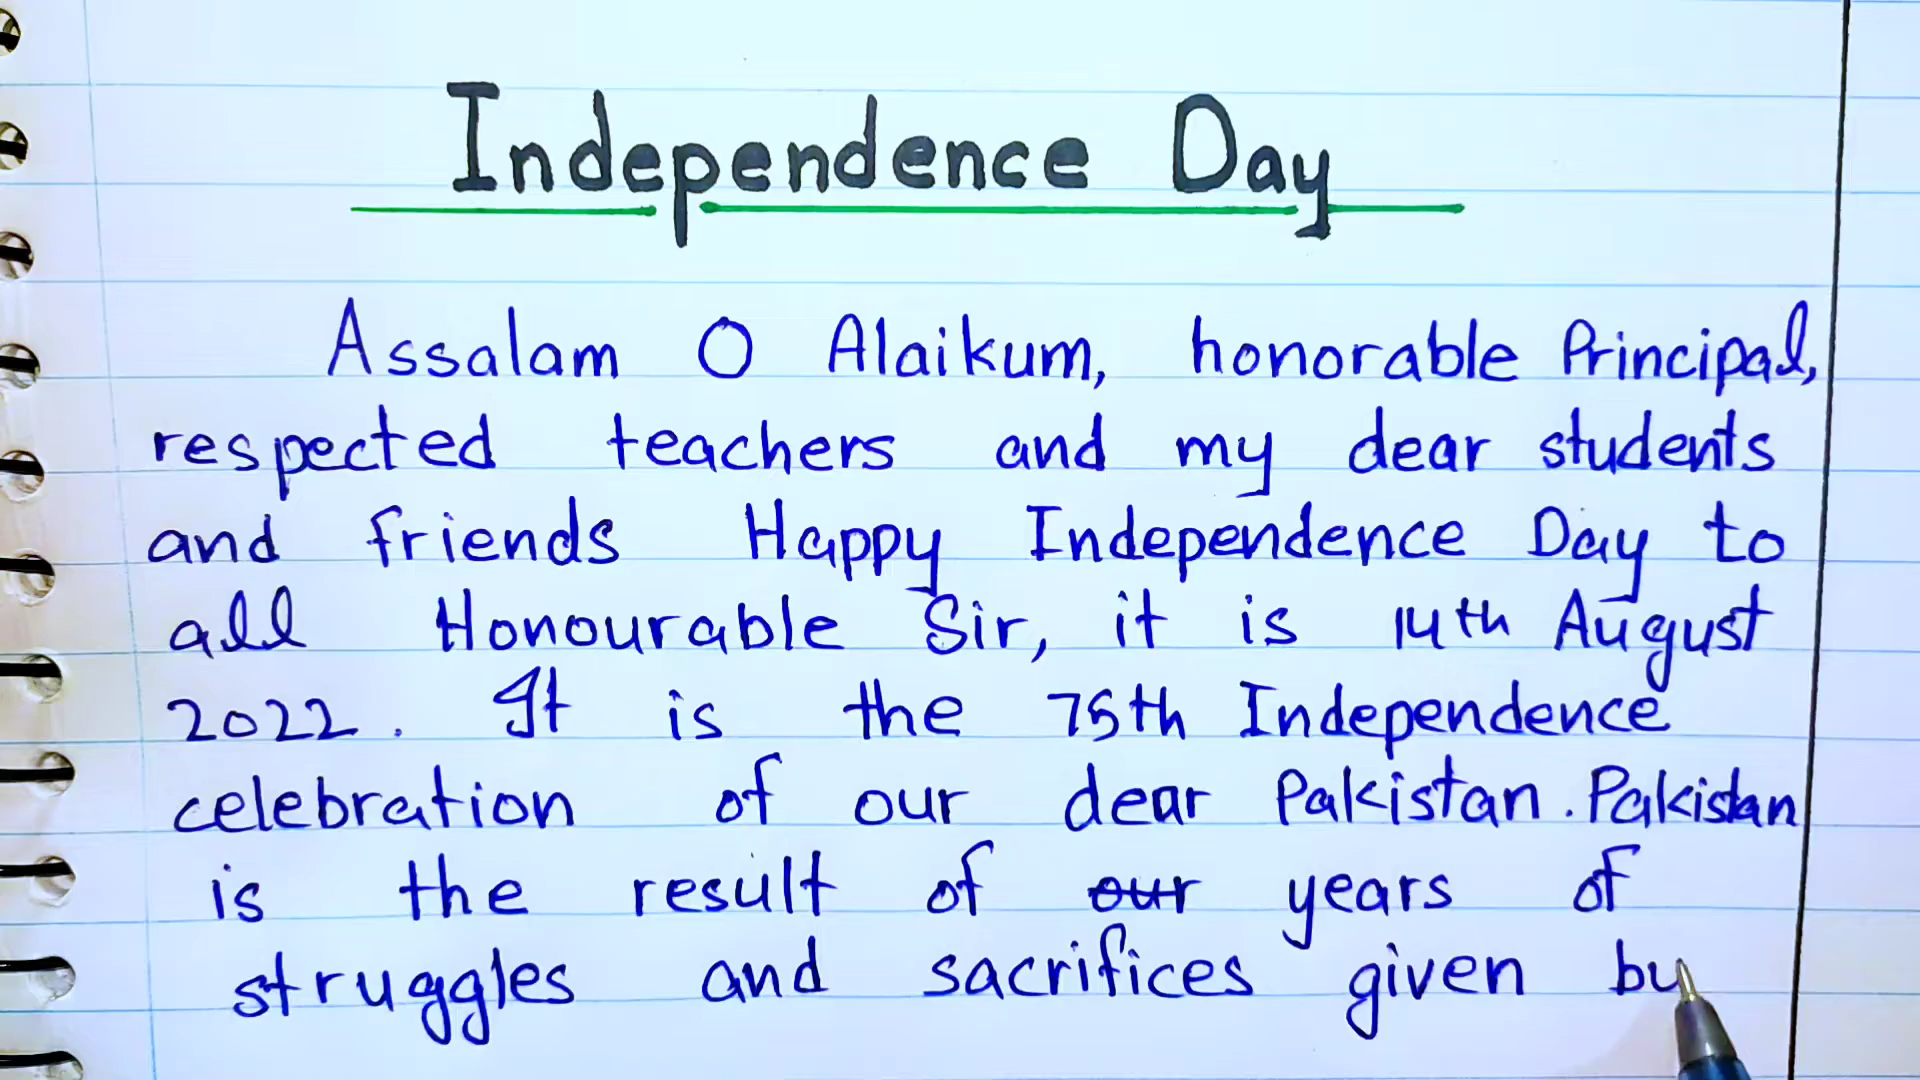 Independence Day
Assalam O Alaikum, honorable Principal,
respected teachers and my dear students
and friends Happy Independence Day to
all Honourable Sir, it is 14th August
2022. It is the 75th Independence
celebration of our dear Pakistan. Pakistan
is the result of our years of
struggles and sacrifices given by